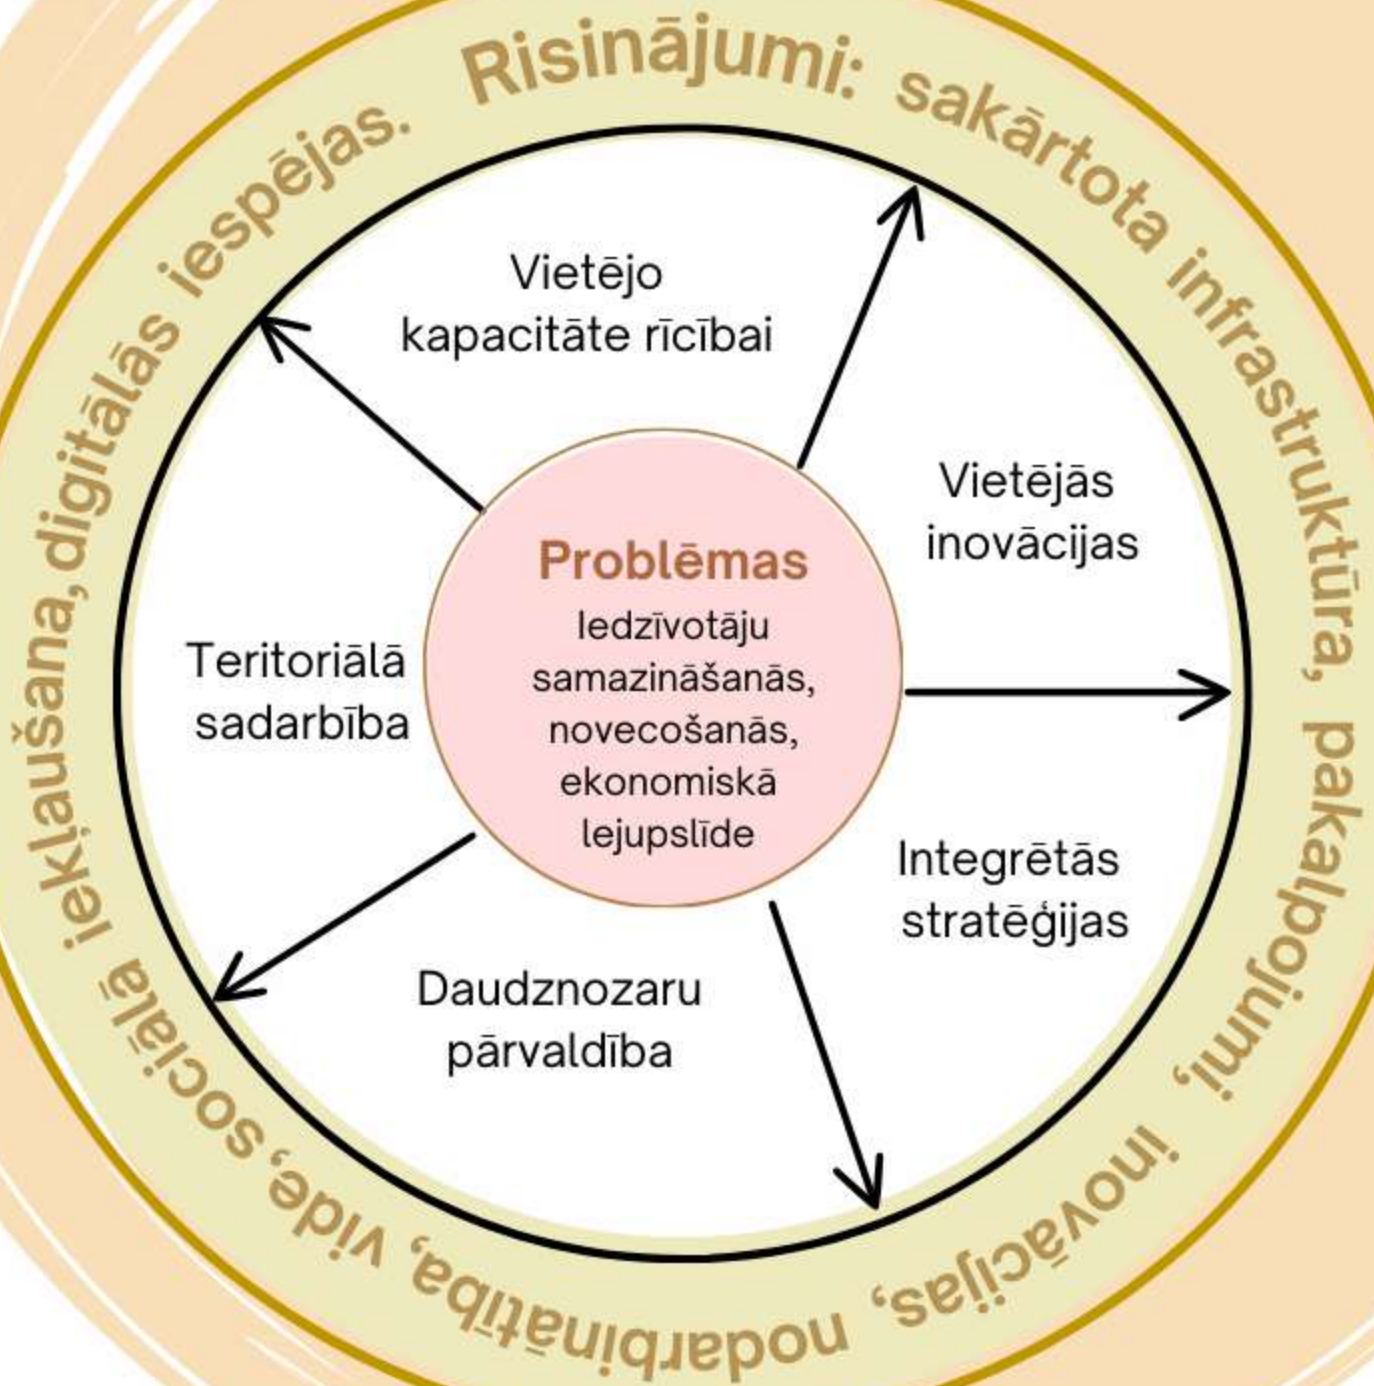 Risinājumi: sakārtota infrastruktūra, pakalpojumi, inovācijas, nodarbinātība, vide, sociālā iekļaušana, digitālās iespējas.
Vietējo
kapacitāte rīcībai
Vietējās
inovācijas
Integrētās
stratēģijas
Daudznozaru
pārvaldība
Teritoriālā
sadarbība
Problēmas
Iedzīvotāju
samazināšanās,
novecošanās,
ekonomiskā
lejupslīde